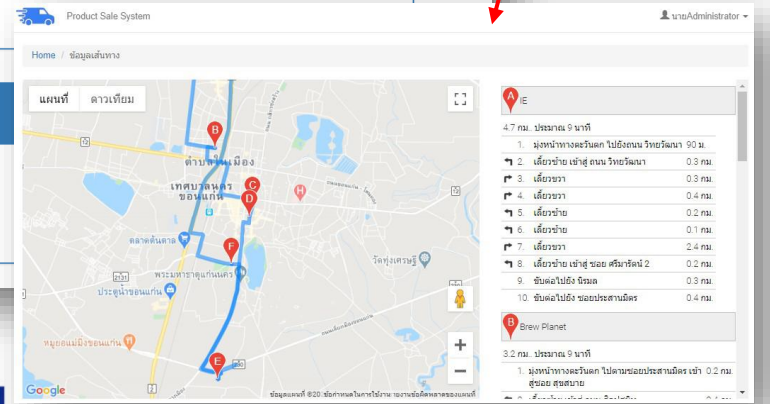 Product Sale System
นายAdministrator
Home / ข้อมูลเส้นทาง
แผนที่ ดาวเทียม
B
ตำบลในเมือง
เทศบาลนคร
ขอนแก่น
C
D
H
ตลาดต้นตาล
F
วัดทุ่งเศรษฐี
2131
พระมหาธาตุแก่นนคร
ประตูน้ำขอนแก่น
หมูยอแม่มิ่งขอนแก่น
E
Google
A IE
4.7 กม.. ประมาณ 9 นาที
1. มุ่งหน้าทางตะวันตก ไปยังถนน วิทยวัฒนา 90 ม.
2. เลี้ยวซ้าย เข้าสู่ ถนน วิทยวัฒนา 0.3 กม.
3. เลี้ยวขวา 0.3 กม.
4. เลี้ยวขวา 0.4 กม.
5. เลี้ยวซ้าย 0.2 กม.
6. เลี้ยวซ้าย 0.1 กม.
7. เลี้ยวขวา 2.4 กม.
8. เลี้ยวซ้าย เข้าสู่ ซอย ศรีมารัตน์ 2 0.2 กม.
9. ขับต่อไปยัง นิรมล 0.3 กม.
10. ขับต่อไปยัง ซอยประสานมิตร 0.4 กม.
B Brew Planet
3.2 กม.. ประมาณ 9 นาที
1. มุ่งหน้าทางตะวันตก ไปตามซอยประสานมิตร เข้า 0.2 กม.
สู่ซอย สุขสบาย